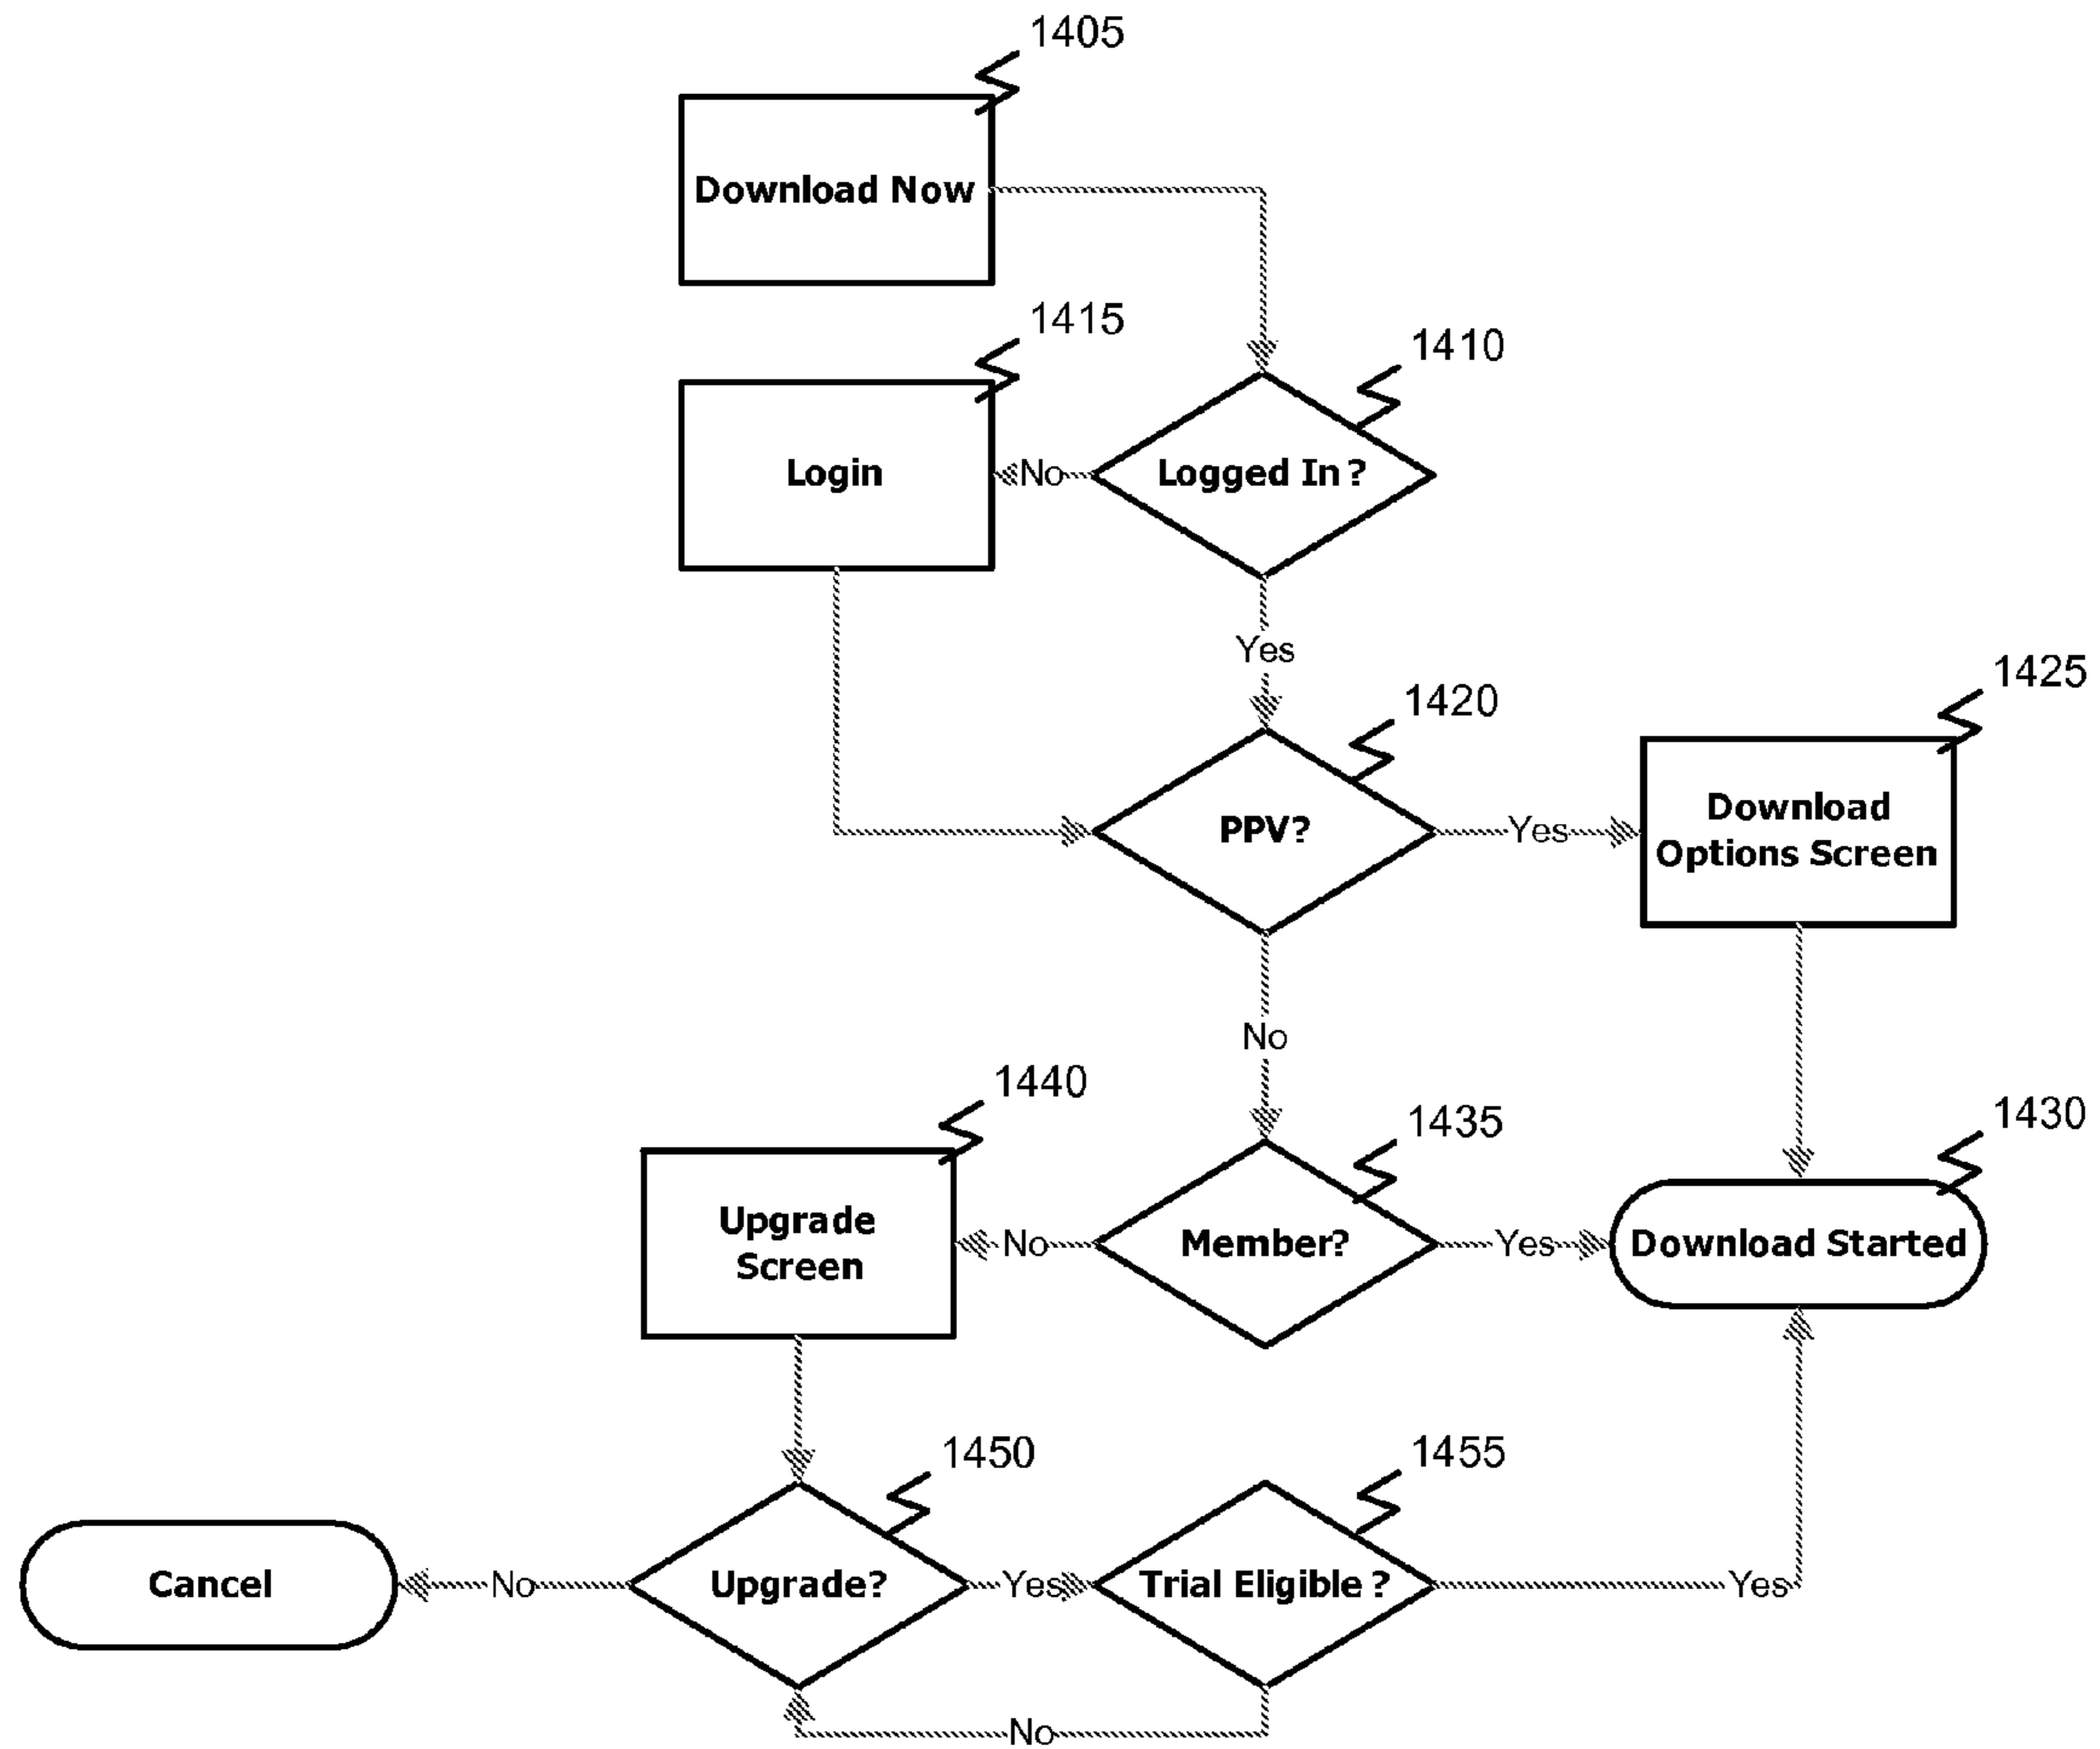 1405
Download Now
1415
1410
Login
No
Logged In ?
Yes
1420
1425
PPV?
Yes
Download
Options Screen
No
1440
1435
1430
Upgrade
Screen
No
Member?
Yes
Download Started
1450
1455
Cancel
No
Upgrade?
Yes
Trial Eligible ?
Yes
No